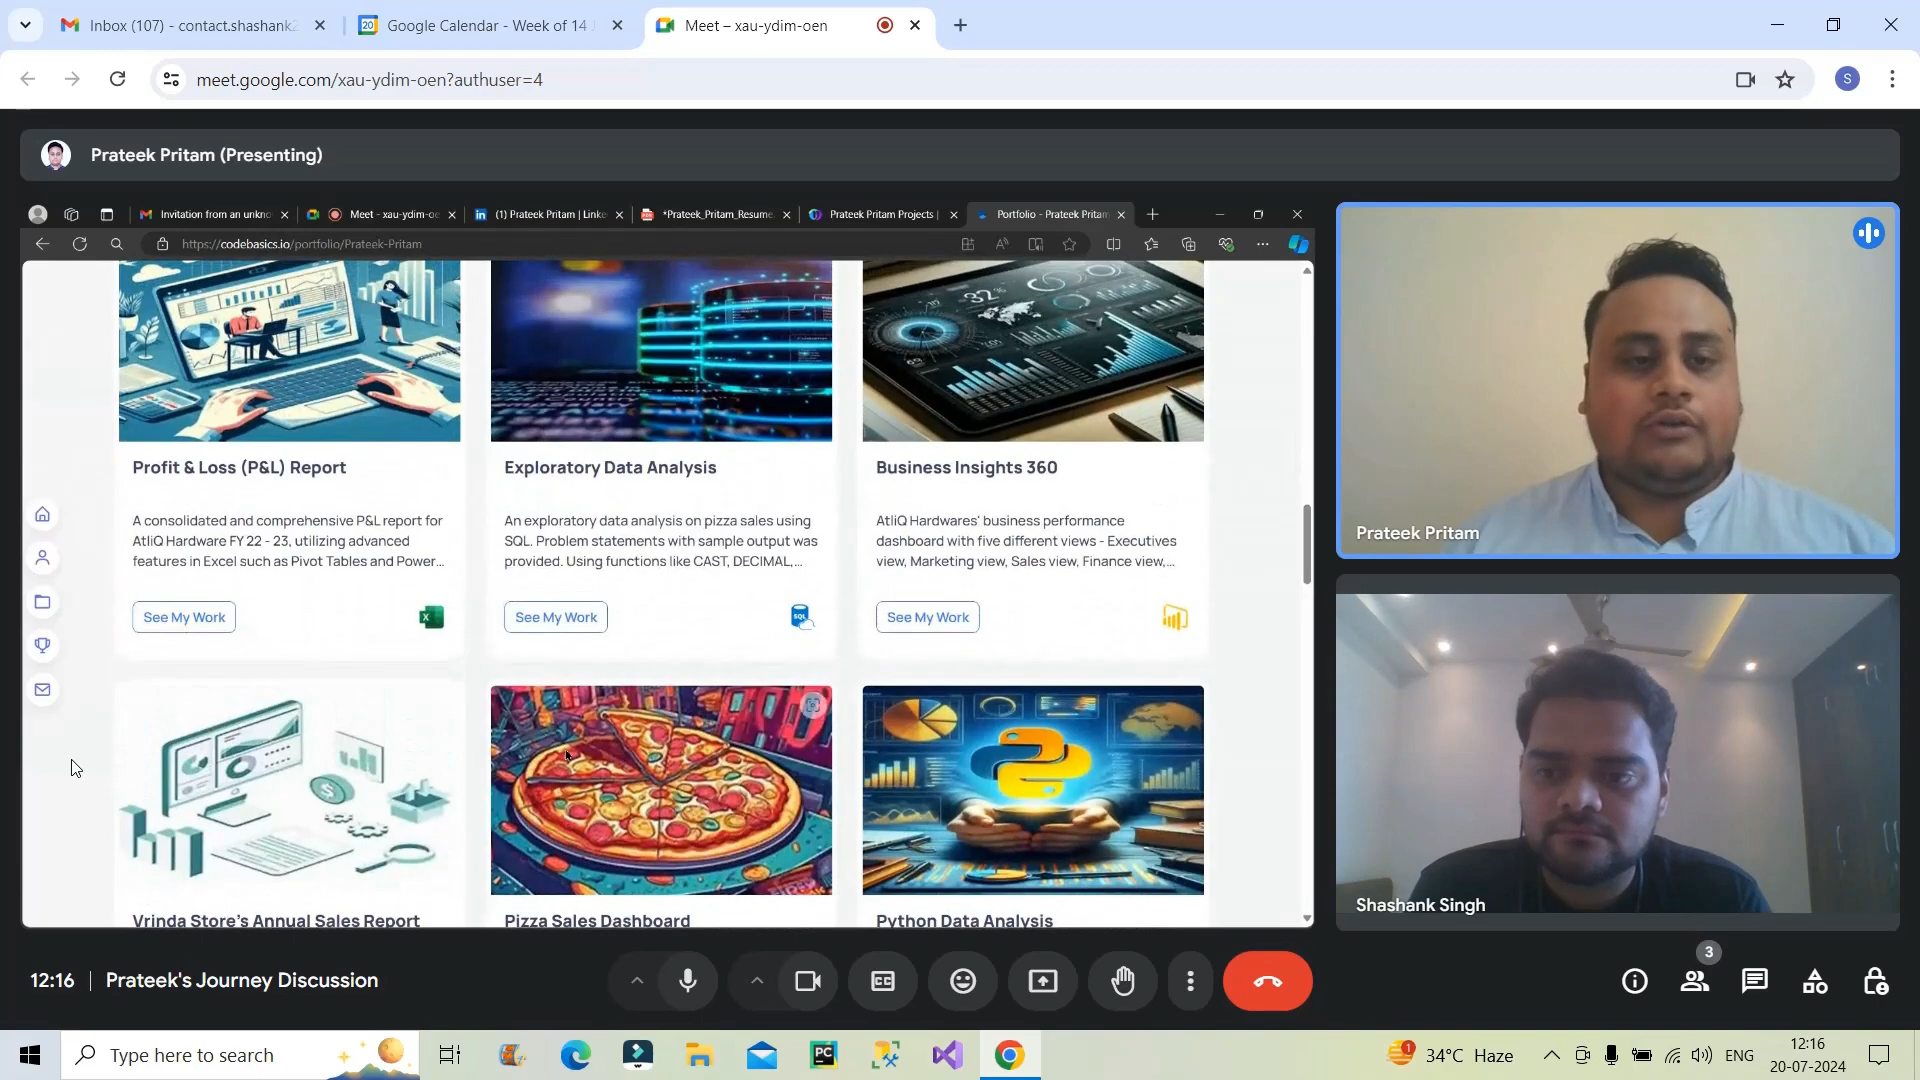 Inbox (107) - contact.shashank2
Google Calendar - Week of 14 J
Meet – xau-ydim-oen
meet.google.com/xau-ydim-oen?authuser=4
S
Prateek Pritam (Presenting)
Invitation from an unkno
Meet - xau-ydim-oe
(1) Prateek Pritam | Linke
*Prateek_Pritam_Resume.
Prateek Pritam Projects |
Portfolio - Prateek Pritam
https://codebasics.io/portfolio/Prateek-Pritam
32%
Profit & Loss (P&L) Report
Exploratory Data Analysis
Business Insights 360
A consolidated and comprehensive P&L report for
AtliQ Hardware FY 22 - 23, utilizing advanced
features in Excel such as Pivot Tables and Power...
An exploratory data analysis on pizza sales using
SQL. Problem statements with sample output was
provided. Using functions like CAST, DECIMAL,...
AtliQ Hardwares' business performance
dashboard with five different views - Executives
view, Marketing view, Sales view, Finance view,...
See My Work
See My Work
SQL
See My Work
Vrinda Store's Annual Sales Report
Pizza Sales Dashboard
Python Data Analysis
Prateek Pritam
Shashank Singh
12:16
Prateek's Journey Discussion
3
Type here to search
PC
1
34°C Haze
ENG
12:16
20-07-2024